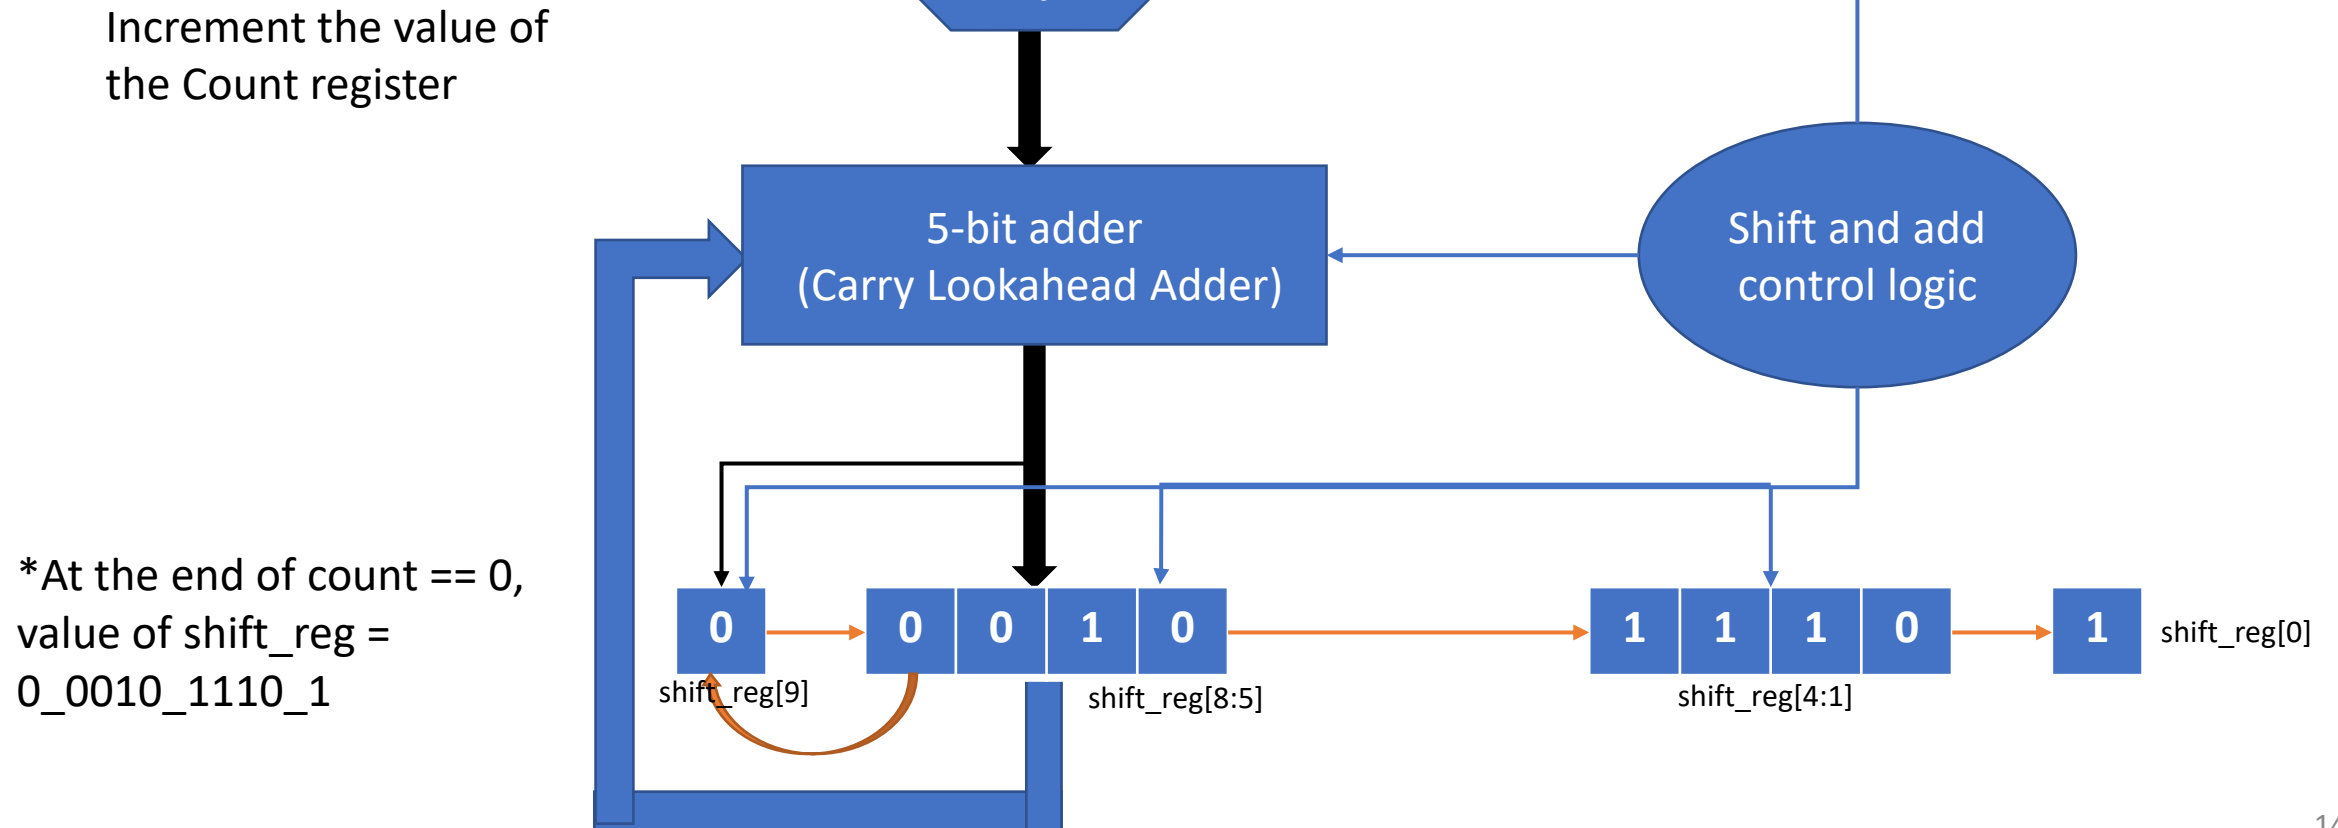 Increment the value of
the Count register
5-bit adder
(Carry Lookahead Adder)
Shift and add
control logic
*At the end of count == 0,
value of shift_reg =
0_0010_1110_1
0 0 0 1 0 1 1 1 0 1 shift_reg[0]
shift_reg[9] shift_reg[8:5] shift_reg[4:1]